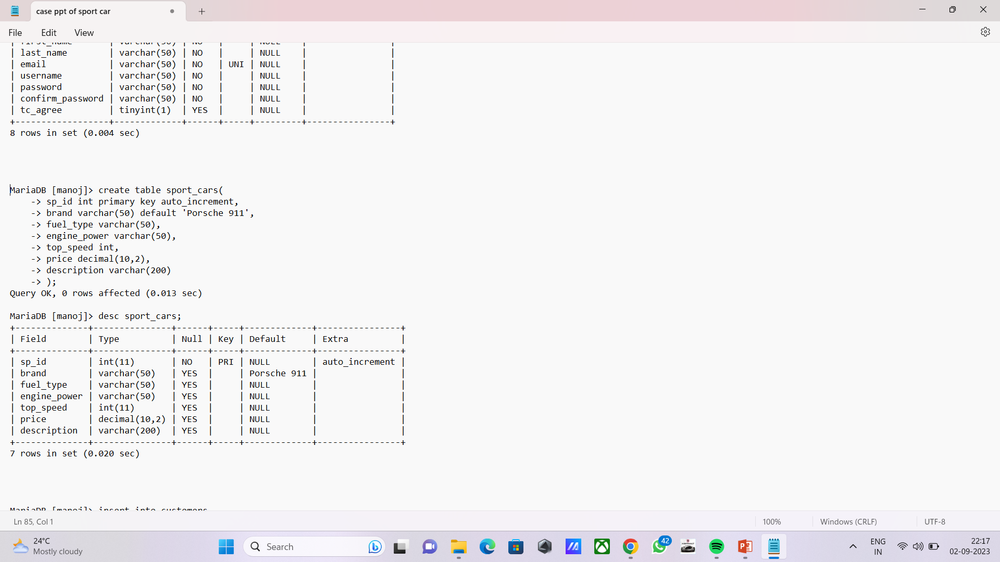 case ppt of sport car
File Edit View
| first_name | varchar(50) | NO | | NULL | |
| last_name | varchar(50) | NO | | NULL | |
| email | varchar(50) | NO | UNI | NULL | |
| username | varchar(50) | NO | | NULL | |
| password | varchar(50) | NO | | NULL | |
| confirm_password | varchar(50) | NO | | NULL | |
| tc_agree | tinyint(1) | YES | | NULL | |
+------------------+-------------+------+-----+---------+----------------+
8 rows in set (0.004 sec)
MariaDB [manoj]> create table sport_cars(
-> sp_id int primary key auto_increment,
-> brand varchar(50) default 'Porsche 911',
-> fuel_type varchar(50),
-> engine_power varchar(50),
-> top_speed int,
-> price decimal(10,2),
-> description varchar(200)
-> );
Query OK, 0 rows affected (0.013 sec)
MariaDB [manoj]> desc sport_cars;
+--------------+---------------+------+-----+-------------+----------------+
| Field | Type | Null | Key | Default | Extra |
+--------------+---------------+------+-----+-------------+----------------+
| sp_id | int(11) | NO | PRI | NULL | auto_increment |
| brand | varchar(50) | YES | | Porsche 911 | |
| fuel_type | varchar(50) | YES | | NULL | |
| engine_power | varchar(50) | YES | | NULL | |
| top_speed | int(11) | YES | | NULL | |
| price | decimal(10,2) | YES | | NULL | |
| description | varchar(200) | YES | | NULL | |
+--------------+---------------+------+-----+-------------+----------------+
7 rows in set (0.020 sec)
MariaDB [manoj]> insert into customers
Ln 85, Col 1 100% Windows (CRLF) UTF-8
24°C
Mostly cloudy
Search
42
ENG
IN
22:17
02-09-2023